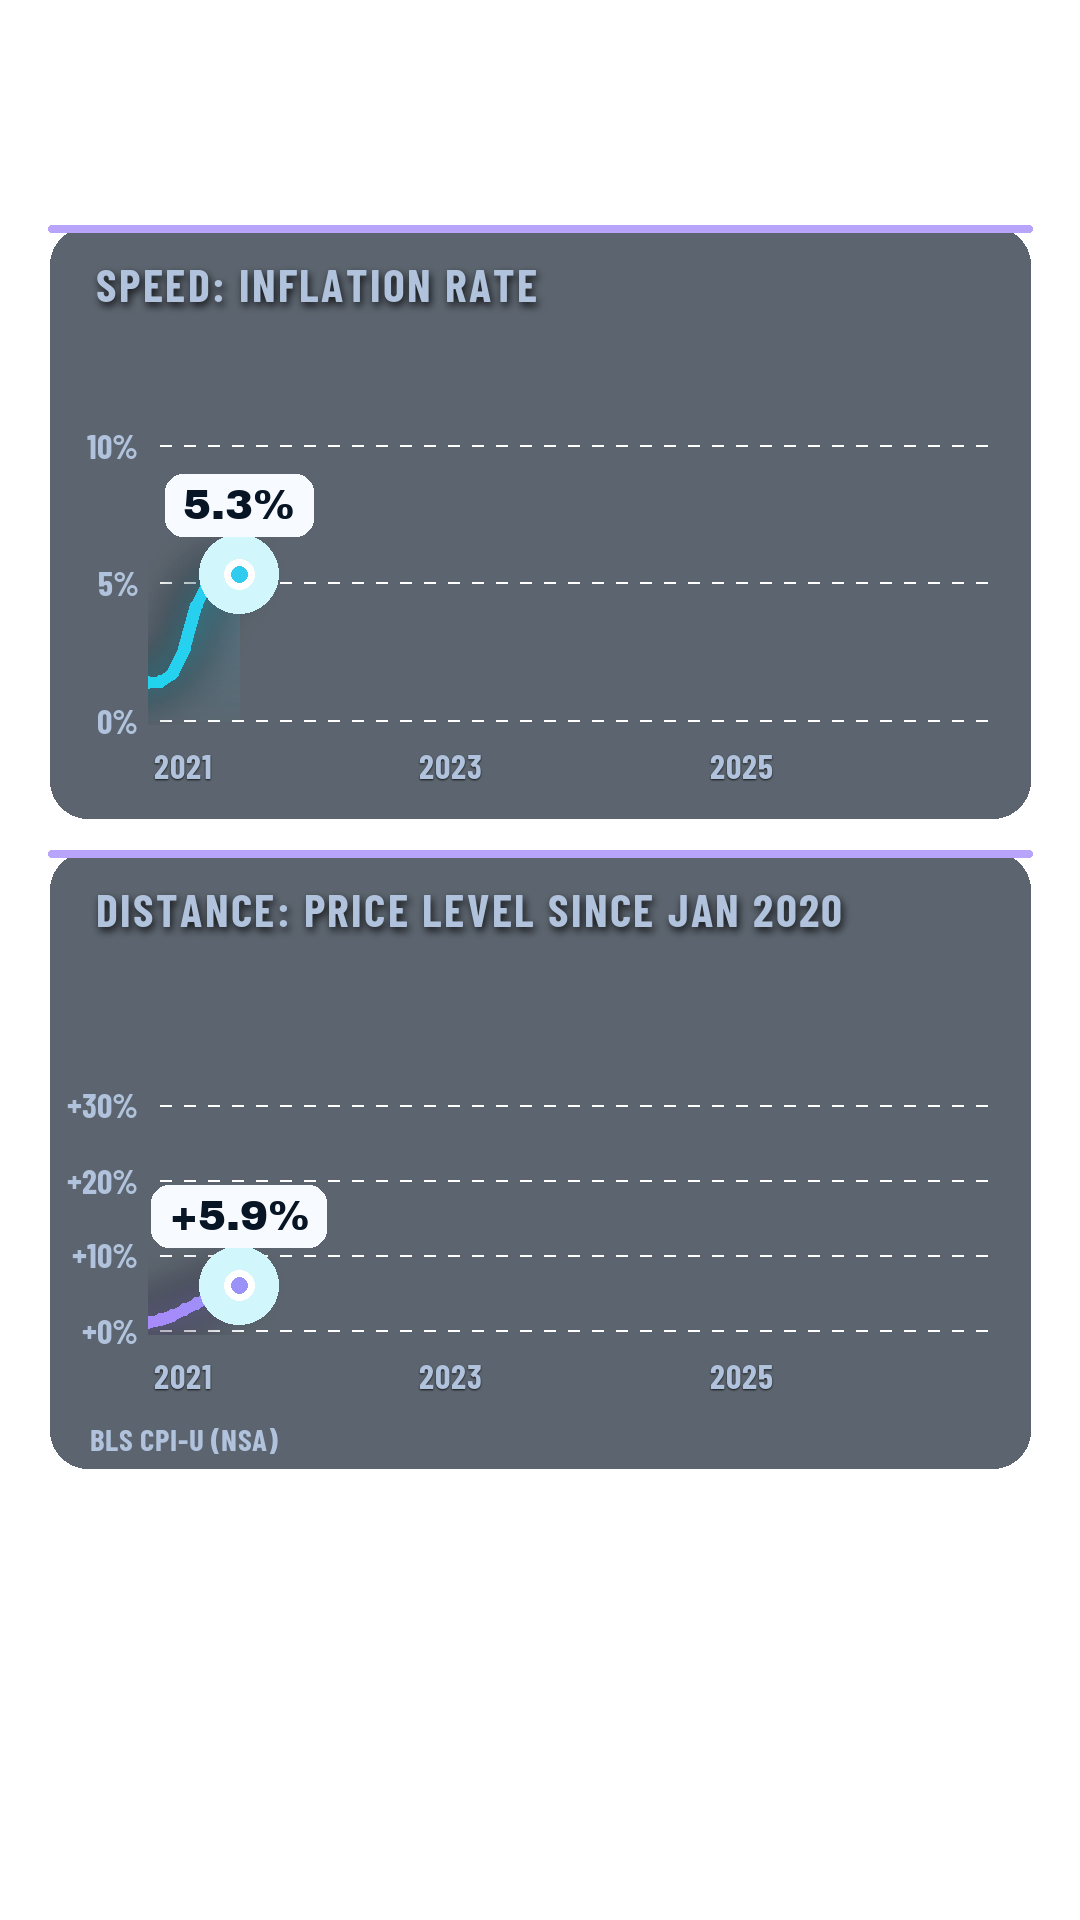 SPEED: INFLATION RATE
10%
5.3%
5%
0%
2021 2023 2025
DISTANCE: PRICE LEVEL SINCE JAN 2020
+30%
+20%
+5.9%
+10%
+0%
2021 2023 2025
BLS CPI-U (NSA)